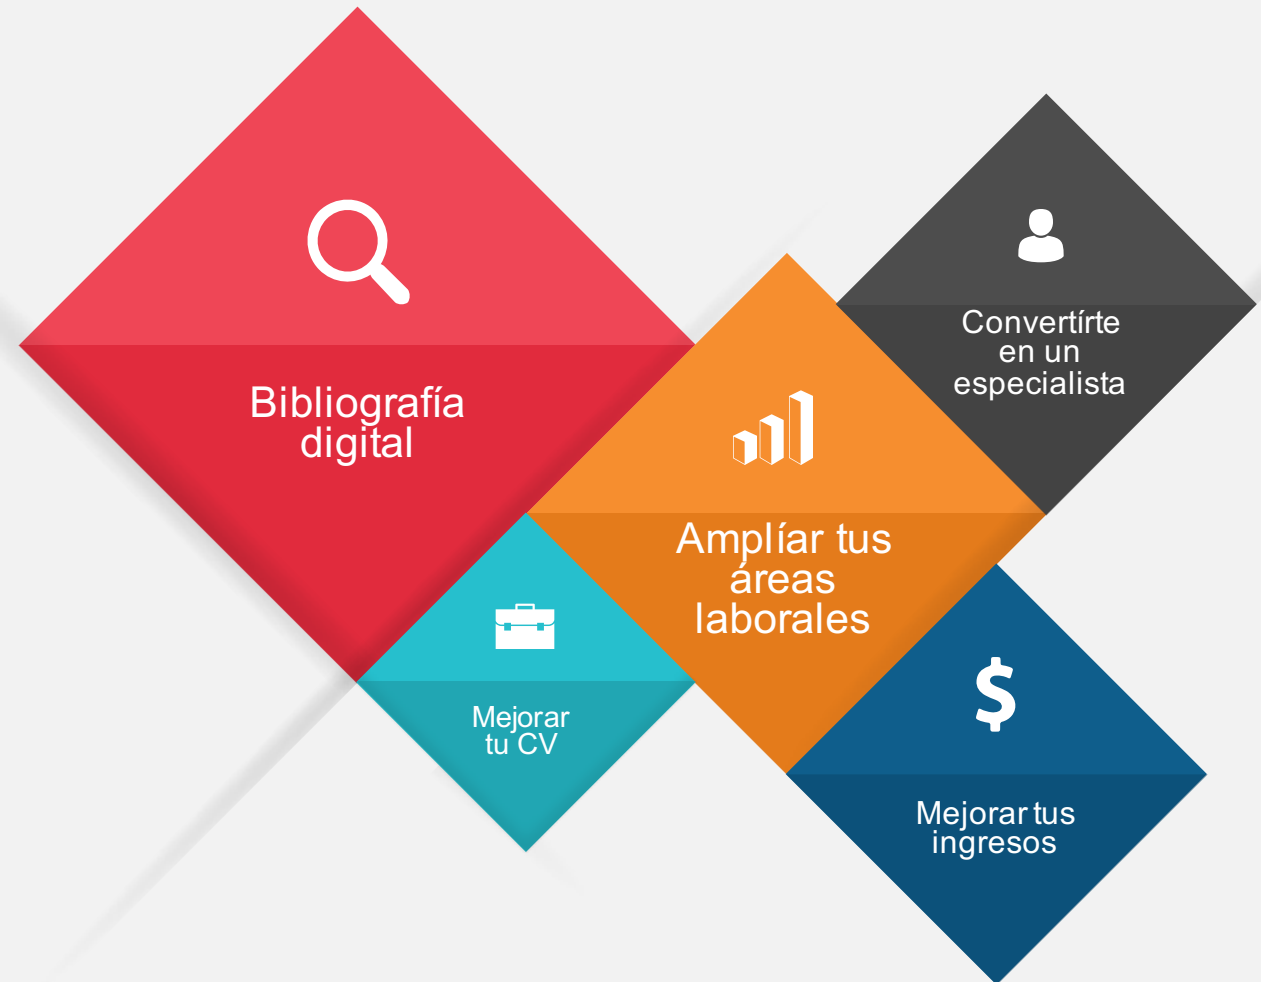 Bibliografía
digital
Convertírte
en un
especialista
Amplíar tus
áreas
laborales
Mejorar
tu CV
$
Mejorar tus
ingresos